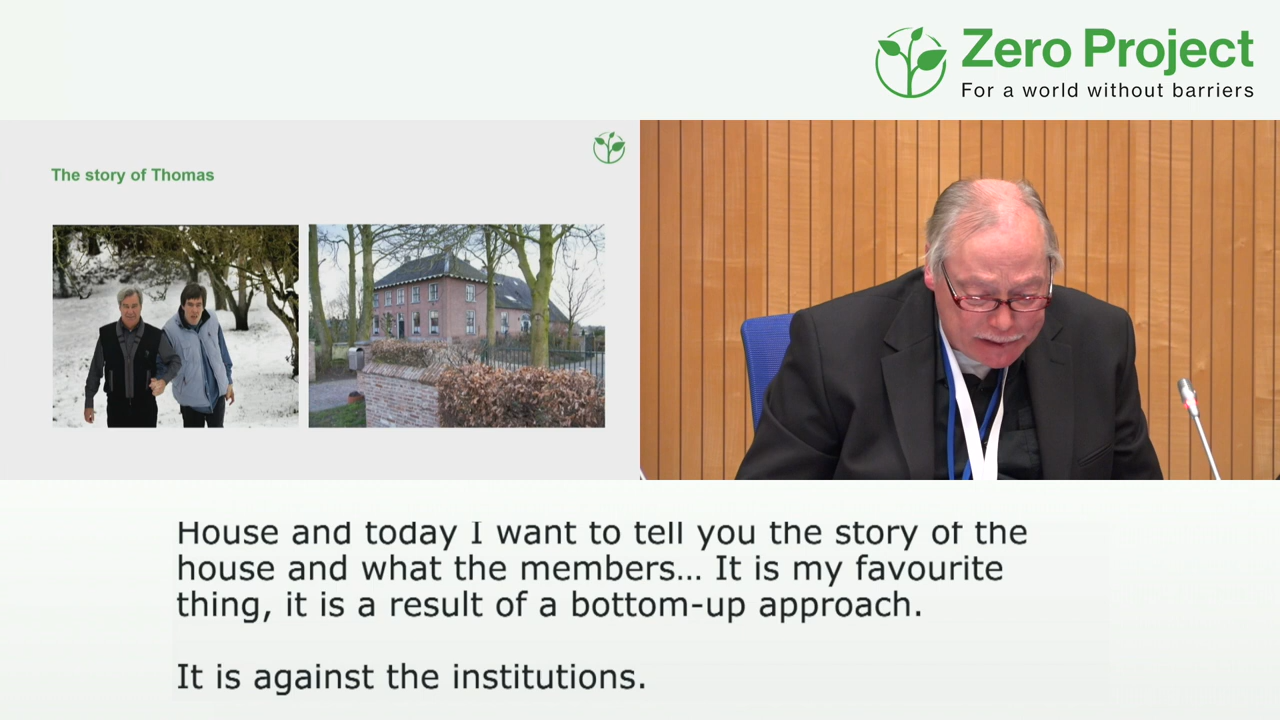 Zero Project
For a world without barriers
The story of Thomas
House and today I want to tell you the story of the
house and what the members... It is my favourite
thing, it is a result of a bottom-up approach.
It is against the institutions.